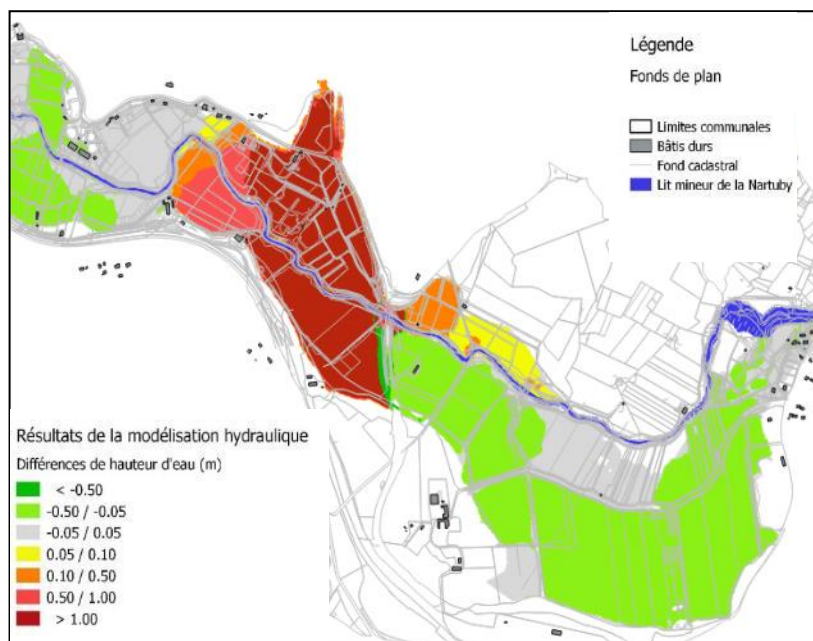 Légende
Fonds de plan
Limites communales
Bâtis durs
Fond cadastral
Lit mineur de la Nartuby
Résultats de la modélisation hydraulique
Différences de hauteur d'eau (m)
< -0.50
-0.50 / -0.05
-0.05 / 0.05
0.05 / 0.10
0.10 / 0.50
0.50 / 1.00
> 1.00